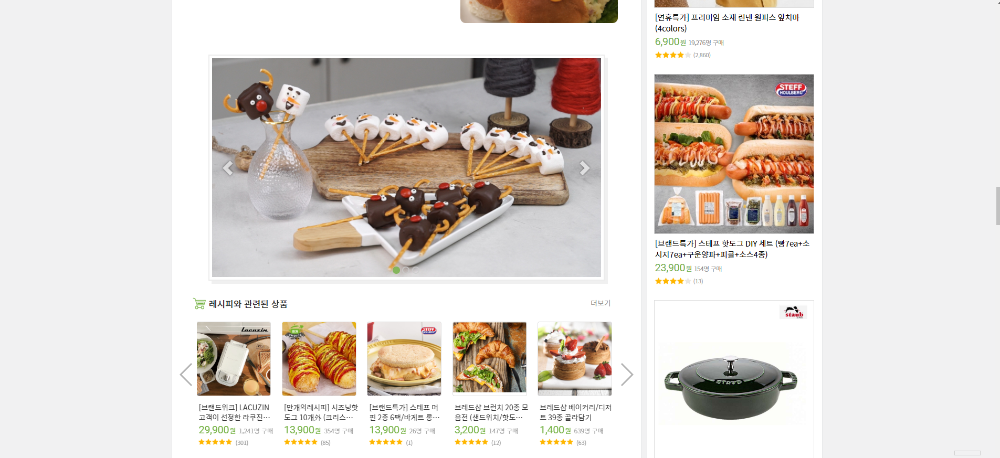 레시피와 관련된 상품
더보기
Lacuzin
CHOICE
STEFF
HOULBERG
[브랜드위크] LACUZIN
고객이 선정한 라쿠진…
29,900원 1,241명 구매
(301)
[만개의레시피] 시즈닝핫
도그 10개外 (크리스…
13,900원 354명 구매
(85)
[브랜드특가] 스테프 머
핀 2종 6팩/바게트 롱…
13,900원 26명 구매
(1)
브레드샵 브런치 20종 모
음전 (샌드위치/핫도…
3,200원 147명 구매
(12)
브레드샵 베이커리/디저
트 39종 골라담기
1,400원 639명 구매
(63)
[연휴특가] 프리미엄 소재 린넨 원피스 앞치마
(4colors)
6,900원 19,276명 구매
(2,860)
STEFF
HOULBERG
[브랜드특가] 스테프 핫도그 DIY 세트 (빵7ea+소
시지7ea+구운양파+피클+소스4종)
23,900원 154명 구매
(13)
staub
STAUB